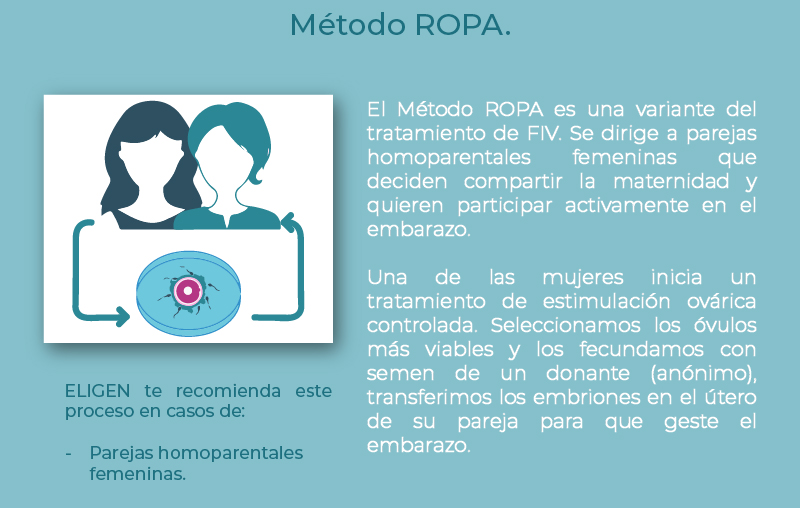 Método ROPA.
El Método ROPA es una variante del
tratamiento de FIV. Se dirige a parejas
homoparentales femeninas que
deciden compartir la maternidad y
quieren participar activamente en el
embarazo.
Una de las mujeres inicia un
tratamiento de estimulación ovárica
controlada. Seleccionamos los óvulos
más viables y los fecundamos con
semen de un donante (anónimo),
transferimos los embriones en el útero
de su pareja para que geste el
embarazo.
ELIGEN te recomienda este
proceso en casos de:
- Parejas homoparentales
femeninas.